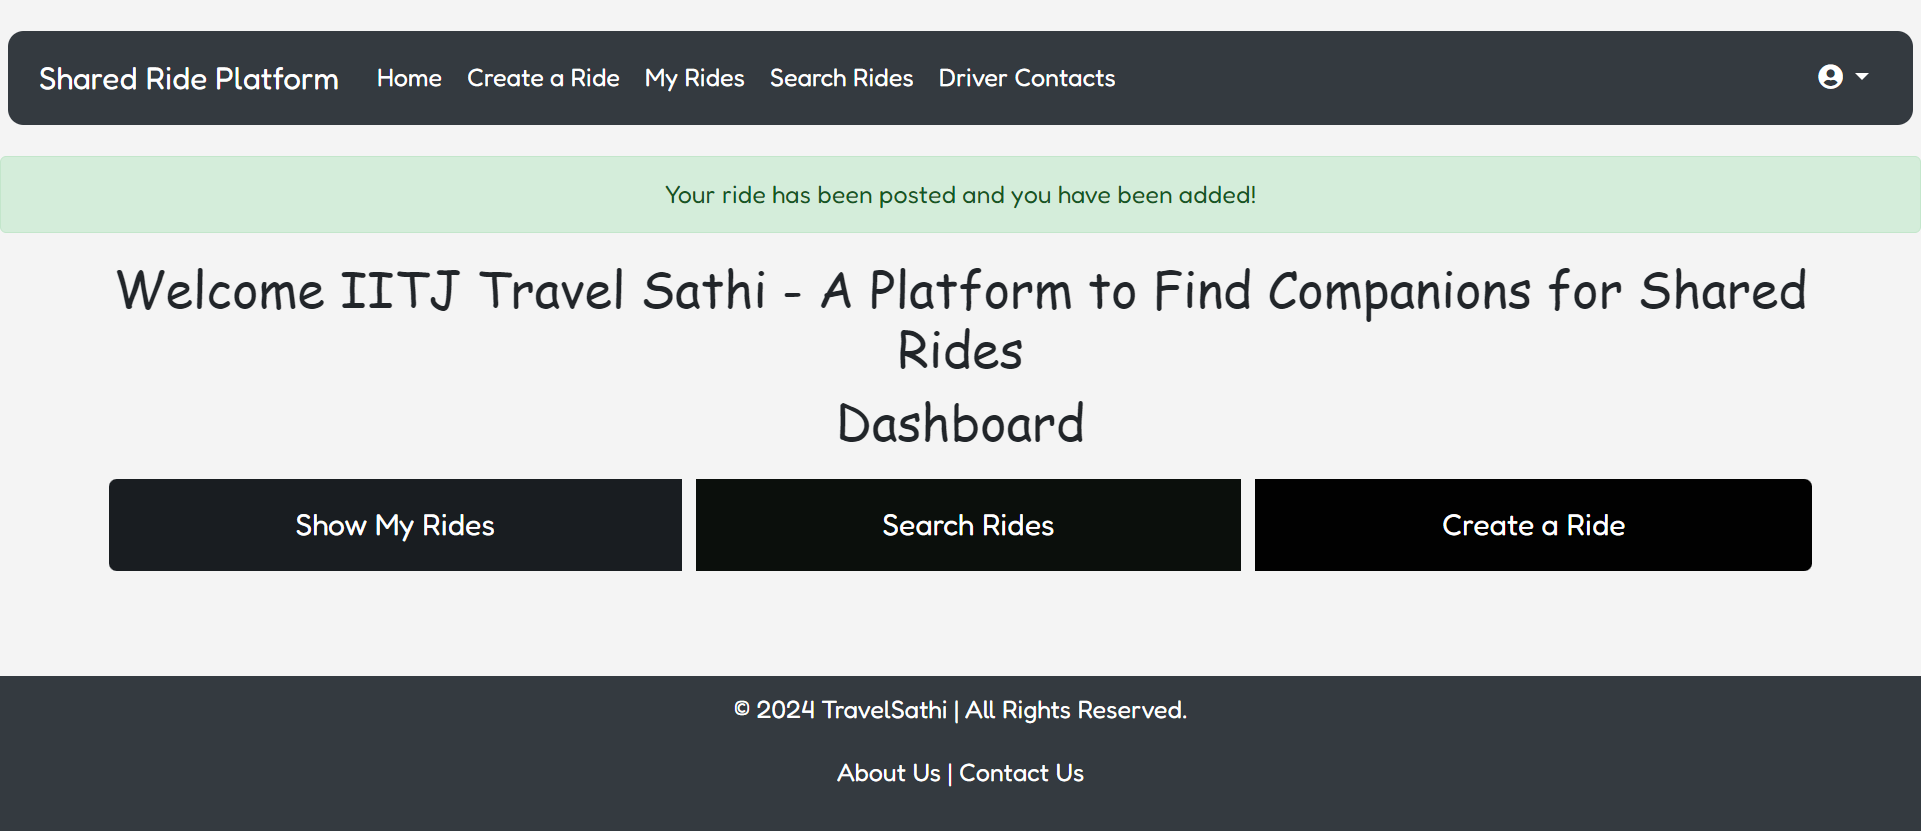 Shared Ride Platform Home Create a Ride My Rides Search Rides Driver Contacts
Your ride has been posted and you have been added!
Welcome IITJ Travel Sathi - A Platform to Find Companions for Shared
Rides
Dashboard
Show My Rides Search Rides Create a Ride
© 2024 TravelSathi | All Rights Reserved.
About Us | Contact Us